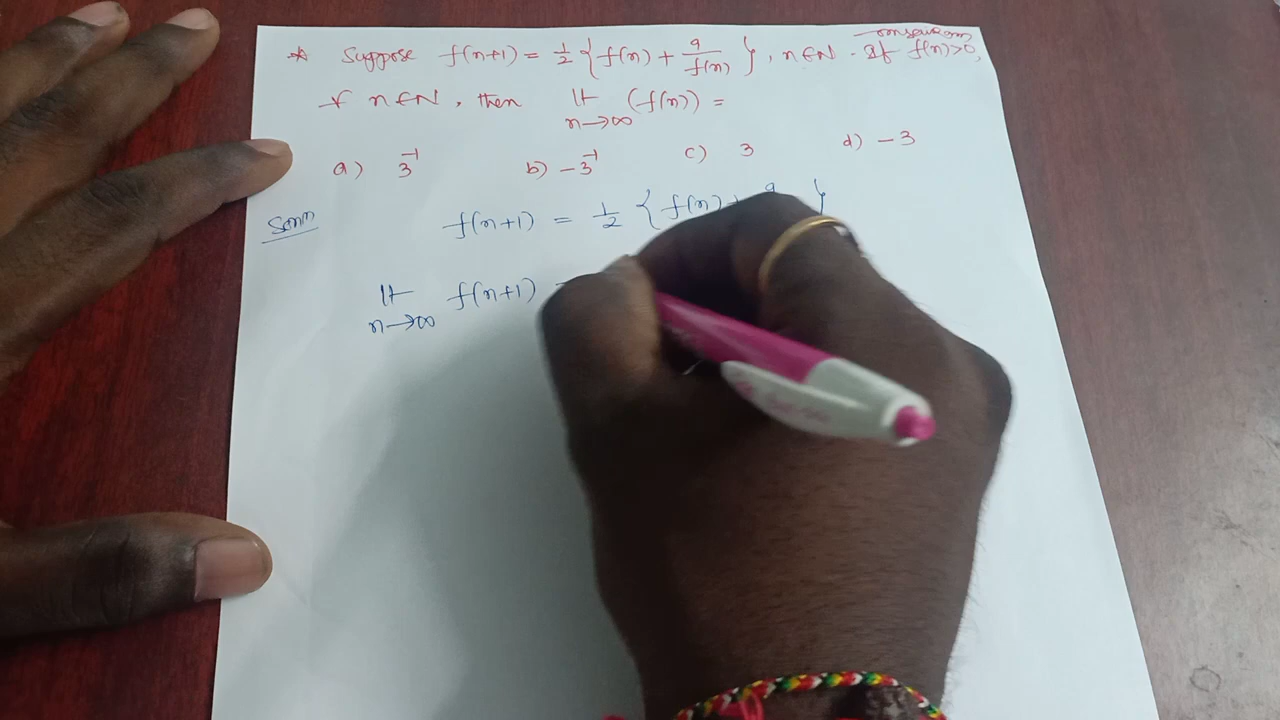 * Suppose f(n+1) = 1/2 { f(n) + 9/f(n) }, n∈N. If f(n)>0,
∀ n∈N, then lt n→∞ (f(n)) =
a) 3^-1 b) -3^-1 c) 3 d) -3
Soln f(n+1) = 1/2 { f(n) + 9 }
lt n→∞ f(n+1) =